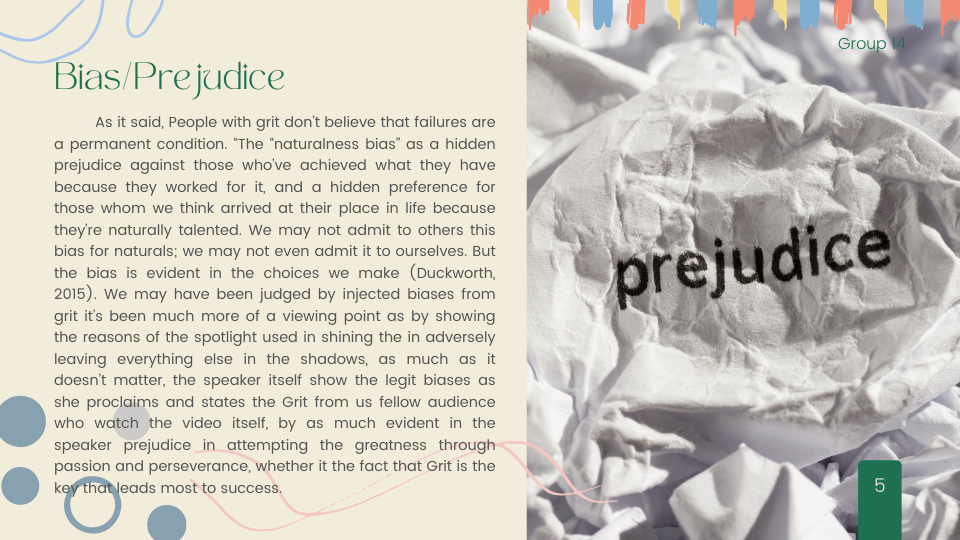 Group 14
Bias/Prejudice
As it said, People with grit don't believe that failures are
a permanent condition. “The “naturalness bias” as a hidden
prejudice against those who've achieved what they have
because they worked for it, and a hidden preference for
those whom we think arrived at their place in life because
they're naturally talented. We may not admit to others this
bias for naturals; we may not even admit it to ourselves. But
the bias is evident in the choices we make (Duckworth,
2015). We may have been judged by injected biases from
grit it's been much more of a viewing point as by showing
the reasons of the spotlight used in shining the in adversely
leaving everything else in the shadows, as much as it
doesn't matter, the speaker itself show the legit biases as
she proclaims and states the Grit from us fellow audience
who watch the video itself, by as much evident in the
speaker prejudice in attempting the greatness through
passion and perseverance, whether it the fact that Grit is the
key that leads most to success.
prejudice
5